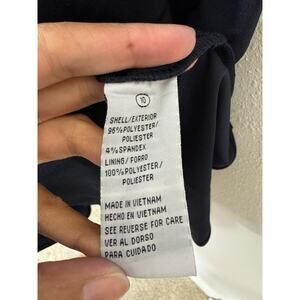 10
SHELL/EXTERIOR
96%POLYESTER/
POLIESTER
4% SPANDEX
LINING/FORRO
100%POLYESTER/
POLIESTER
MADE IN VIETNAM
HECHO EN VIETNAM
SEE REVERSE FOR CARE
VER AL DORSO
PARA CUIDADO